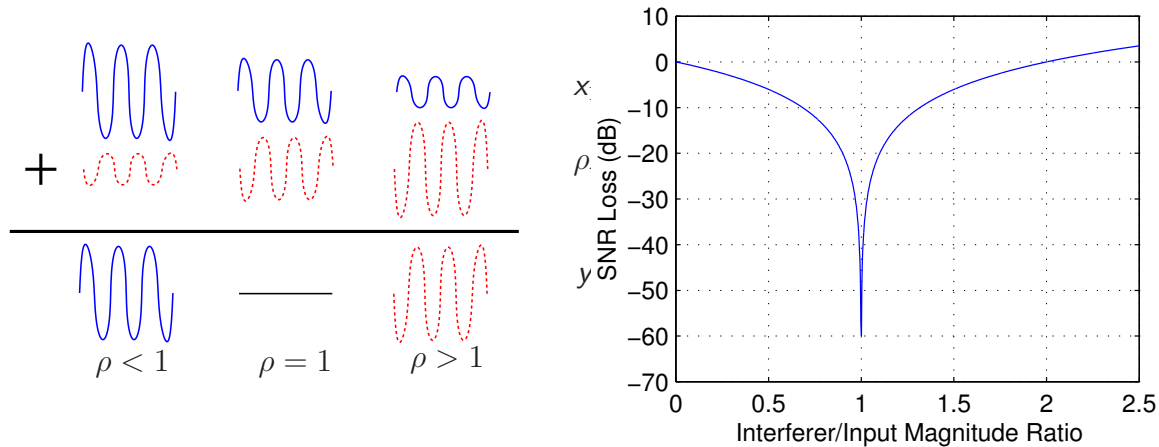 +
ρ < 1
ρ = 1
ρ > 1
x
ρ
y
SNR Loss (dB)
10
0
−10
−20
−30
−40
−50
−60
−70
0 0.5 1 1.5 2 2.5
Interferer/Input Magnitude Ratio